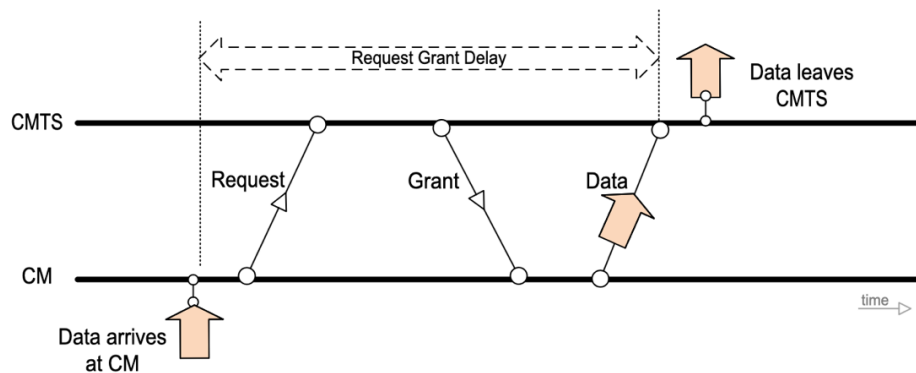 Request Grant Delay
Data leaves
CMTS
CMTS
Request
Grant
Data
CM
time
Data arrives
at CM